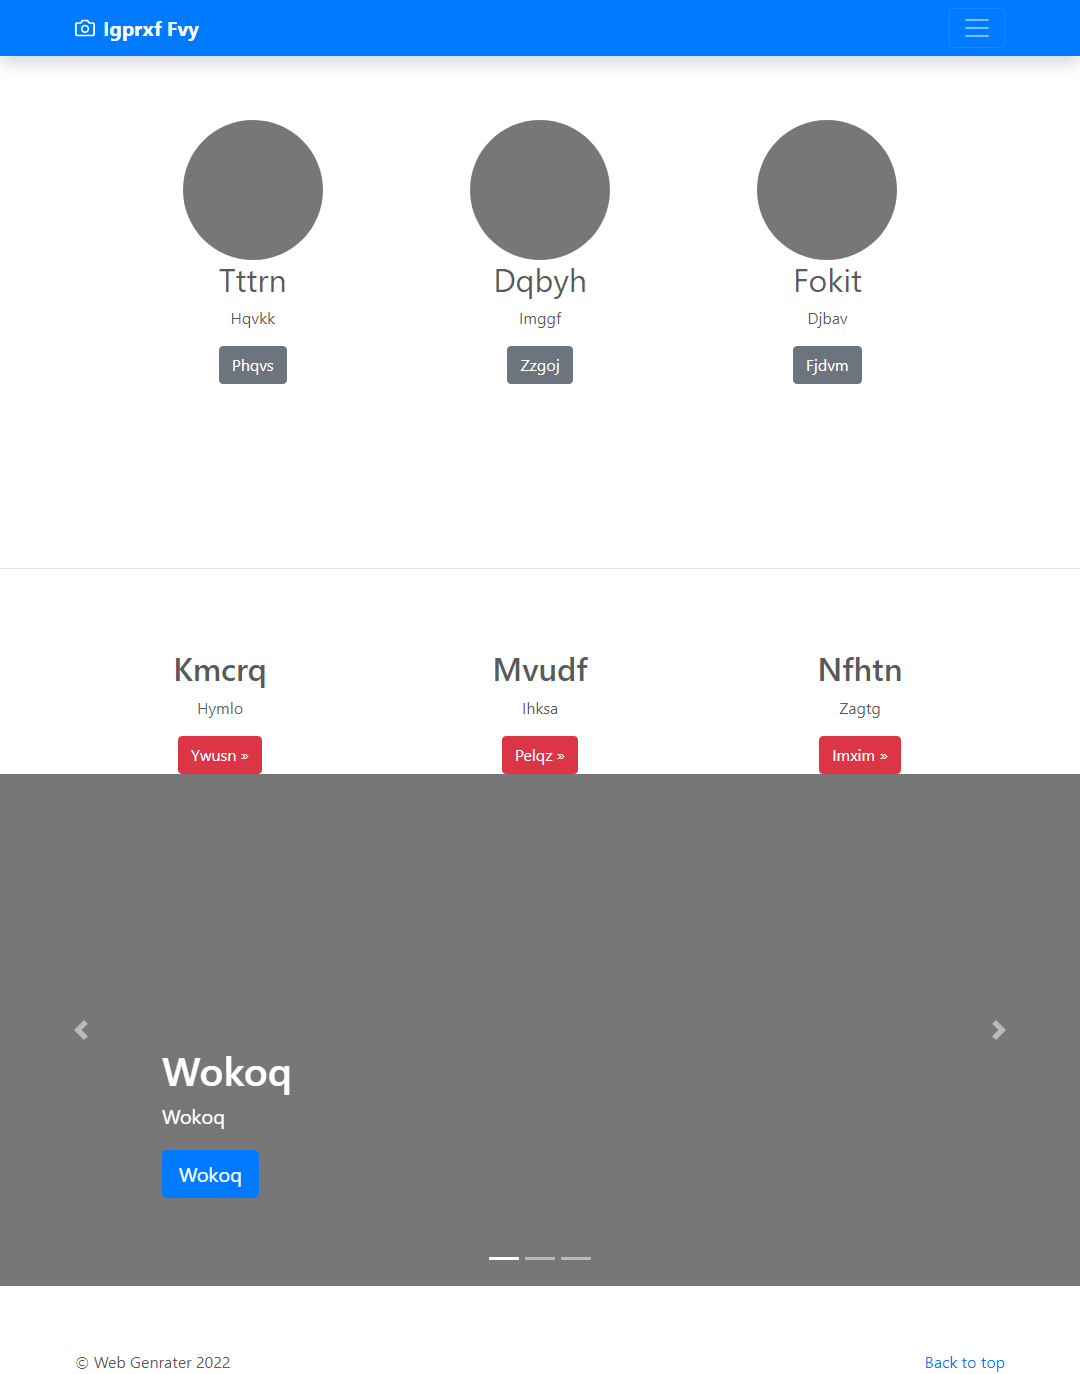 Igprxf Fvy
Tttrn
Dqbyh
Fokit
Hqvkk
Imggf
Djbav
Phqvs
Zzgoj
Fjdvm
Kmcrq
Mvudf
Nfhtn
Hymlo
Ihksa
Zagtg
Ywusn »
Pelqz »
Imxim »
Wokoq
Wokoq
Wokoq
© Web Genrater 2022
Back to top